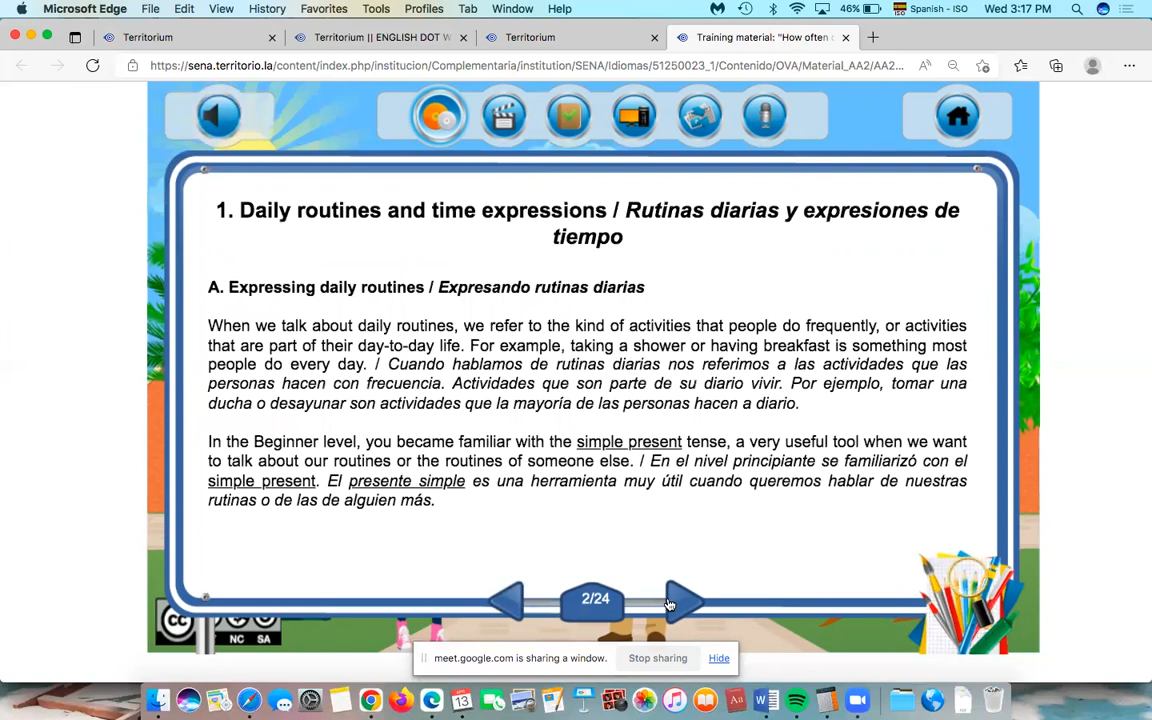 Microsoft Edge File Edit View History Favorites Tools Profiles Tab Window Help 46% Spanish - ISO Wed 3:17 PM
Territorium Territorium || ENGLISH DOT W Territorium Training material: "How often
https://sena.territorio.la/content/index.php/institucion/Complementaria/institution/SENA/Idiomas/51250023_1/Contenido/OVA/Material_AA2/AA2...
1. Daily routines and time expressions / Rutinas diarias y expresiones de
tiempo
A. Expressing daily routines / Expresando rutinas diarias
When we talk about daily routines, we refer to the kind of activities that people do frequently, or activities
that are part of their day-to-day life. For example, taking a shower or having breakfast is something most
people do every day. / Cuando hablamos de rutinas diarias nos referimos a las actividades que las
personas hacen con frecuencia. Actividades que son parte de su diario vivir. Por ejemplo, tomar una
ducha o desayunar son actividades que la mayoría de las personas hacen a diario.
In the Beginner level, you became familiar with the simple present tense, a very useful tool when we want
to talk about our routines or the routines of someone else. / En el nivel principiante se familiarizó con el
simple present. El presente simple es una herramienta muy útil cuando queremos hablar de nuestras
rutinas o de las de alguien más.
2/24
CC
NC SA
meet.google.com is sharing a window. Stop sharing Hide